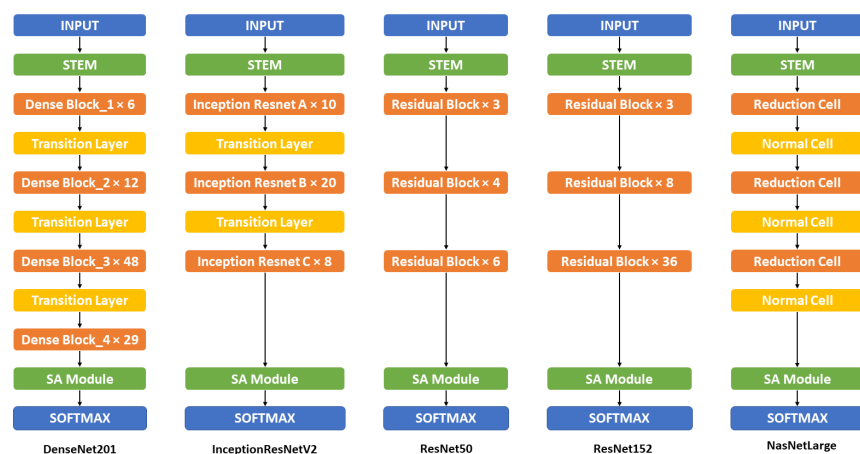 INPUT
STEM
Dense Block_1 × 6
Transition Layer
Dense Block_2 × 12
Transition Layer
Dense Block_3 × 48
Transition Layer
Dense Block_4 × 29
SA Module
SOFTMAX
DenseNet201
INPUT
STEM
Inception Resnet A × 10
Transition Layer
Inception Resnet B × 20
Transition Layer
Inception Resnet C × 8
SA Module
SOFTMAX
InceptionResNetV2
INPUT
STEM
Residual Block × 3
Residual Block × 4
Residual Block × 6
SA Module
SOFTMAX
ResNet50
INPUT
STEM
Residual Block × 3
Residual Block × 8
Residual Block × 36
SA Module
SOFTMAX
ResNet152
INPUT
STEM
Reduction Cell
Normal Cell
Reduction Cell
Normal Cell
Reduction Cell
Normal Cell
SA Module
SOFTMAX
NasNetLarge